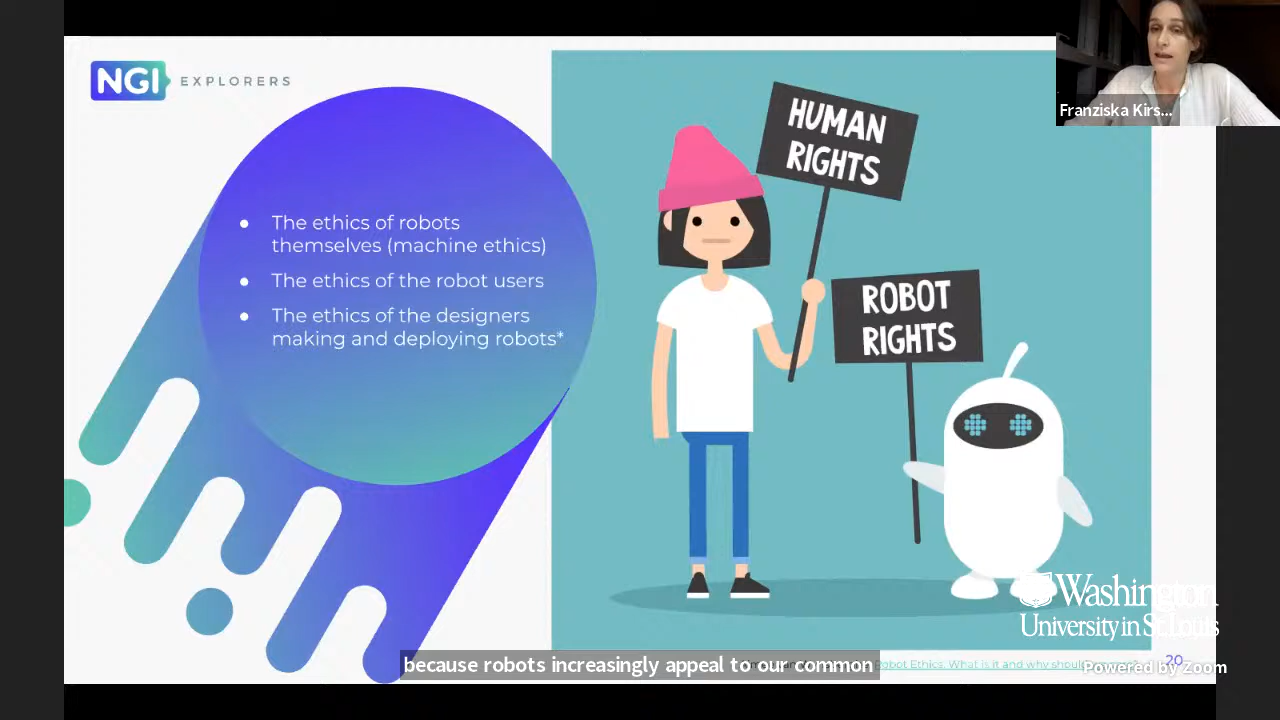 NGI EXPLORERS
Franziska Kirs...
HUMAN
RIGHTS
The ethics of robots
themselves (machine ethics)
The ethics of the robot users
The ethics of the designers
making and deploying robots*
ROBOT
RIGHTS
Washington
University in St. Louis
because robots increasingly appeal to our common
Robot Ethics: What is it and why shou
20
Powered by Zoom